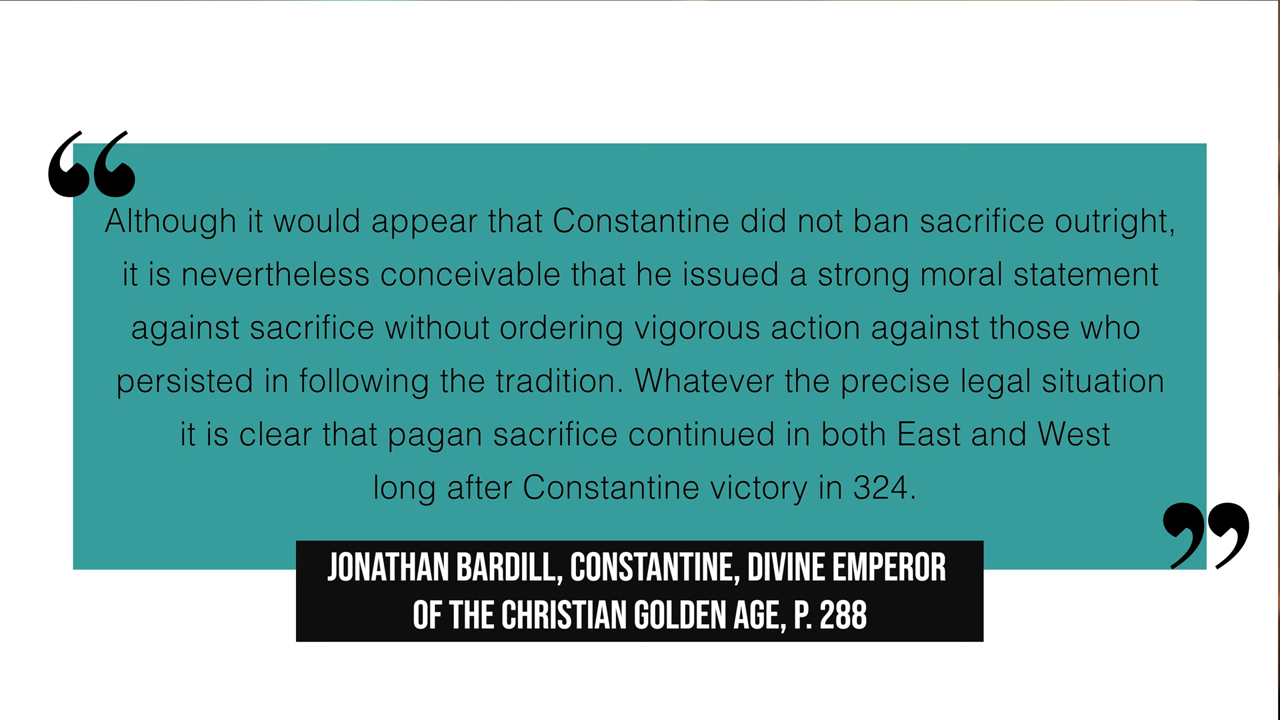 “
Although it would appear that Constantine did not ban sacrifice outright,
it is nevertheless conceivable that he issued a strong moral statement
against sacrifice without ordering vigorous action against those who
persisted in following the tradition. Whatever the precise legal situation
it is clear that pagan sacrifice continued in both East and West
long after Constantine victory in 324.
”
JONATHAN BARDILL, CONSTANTINE, DIVINE EMPEROR
OF THE CHRISTIAN GOLDEN AGE, P. 288